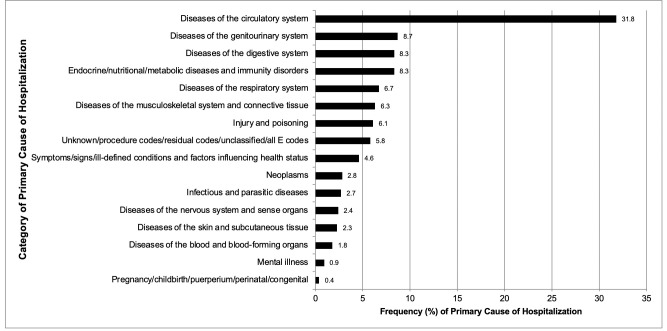 Category of Primary Cause of Hospitalization
Diseases of the circulatory system 31.8
Diseases of the genitourinary system 8.7
Diseases of the digestive system 8.3
Endocrine/nutritional/metabolic diseases and immunity disorders 8.3
Diseases of the respiratory system 6.7
Diseases of the musculoskeletal system and connective tissue 6.3
Injury and poisoning 6.1
Unknown/procedure codes/residual codes/unclassified/all E codes 5.8
Symptoms/signs/ill-defined conditions and factors influencing health status 4.6
Neoplasms 2.8
Infectious and parasitic diseases 2.7
Diseases of the nervous system and sense organs 2.4
Diseases of the skin and subcutaneous tissue 2.3
Diseases of the blood and blood-forming organs 1.8
Mental illness 0.9
Pregnancy/childbirth/puerperium/perinatal/congenital 0.4
0 5 10 15 20 25 30 35
Frequency (%) of Primary Cause of Hospitalization